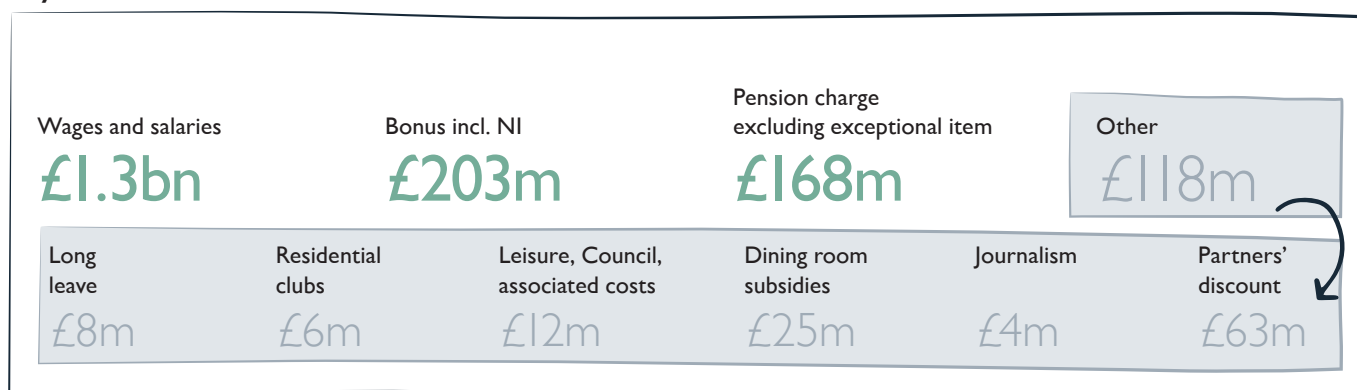 Wages and salaries
£1.3bn
Bonus incl. NI
£203m
Pension charge
excluding exceptional item
£168m
Other
£118m
Long
leave
£8m
Residential
clubs
£6m
Leisure, Council,
associated costs
£12m
Dining room
subsidies
£25m
Journalism
£4m
Partners’
discount
£63m